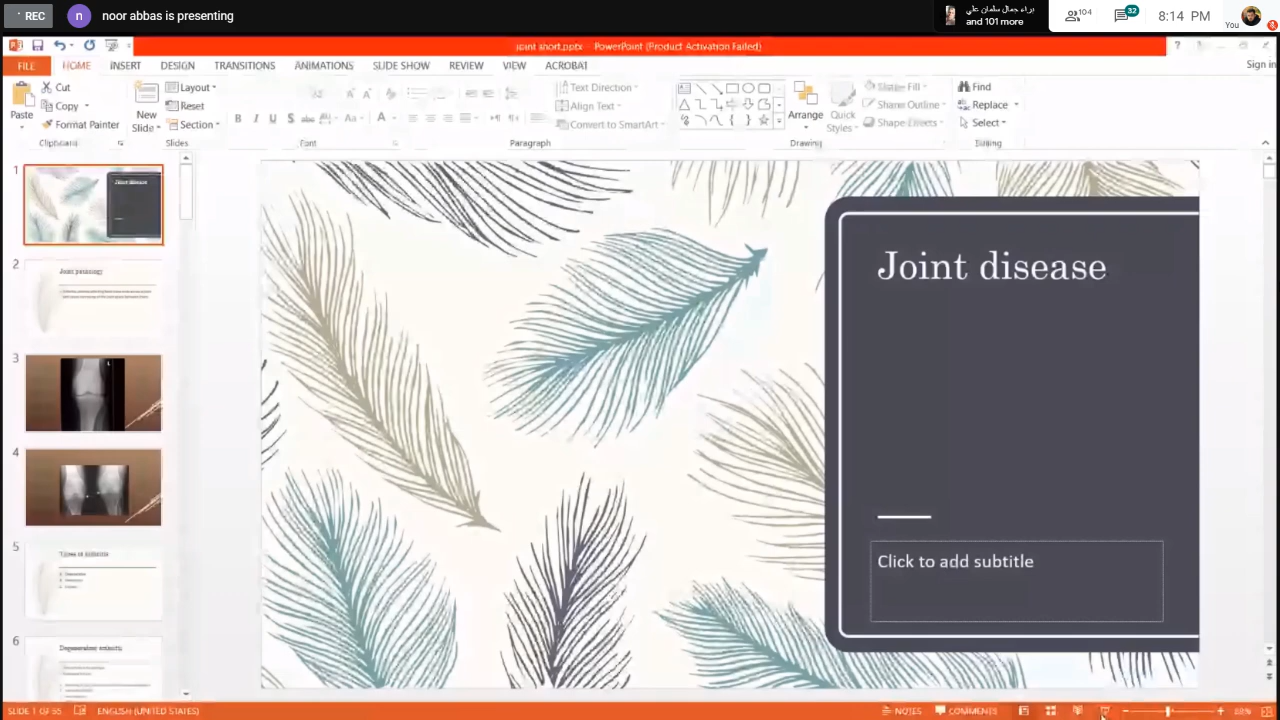 REC
noor abbas is presenting
براء جمال سلمان علي
and 101 more
104
32
8:14 PM
You
joint short.pptx - PowerPoint (Product Activation Failed)
FILE HOME INSERT DESIGN TRANSITIONS ANIMATIONS SLIDE SHOW REVIEW VIEW ACROBAT
Sign in
Paste
Cut
Copy
Format Painter
Clipboard
New
Slide
Layout
Reset
Section
Slides
Font
Text Direction
Align Text
Convert to SmartArt
Paragraph
Arrange
Quick
Styles
Shape Fill
Shape Outline
Shape Effects
Drawing
Find
Replace
Select
Editing
1
Joint disease
2
Joint pathology
3
4
5
Types of arthritis
6
Degenerative arthritis
Joint disease
Click to add subtitle
SLIDE 1 OF 55
ENGLISH (UNITED STATES)
NOTES
COMMENTS
88%